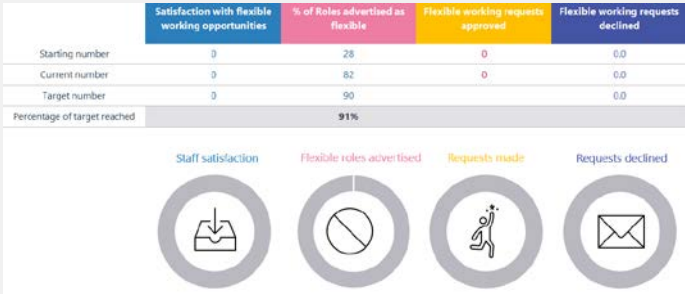 Satisfaction with flexible working opportunities | % of Roles advertised as flexible | Flexible working requests approved | Flexible working requests declined
Starting number 0 28 0 0.0
Current number 0 82 0 0.0
Target number 0 90 0.0
Percentage of target reached 91%
Staff satisfaction Flexible roles advertised Requests made Requests declined